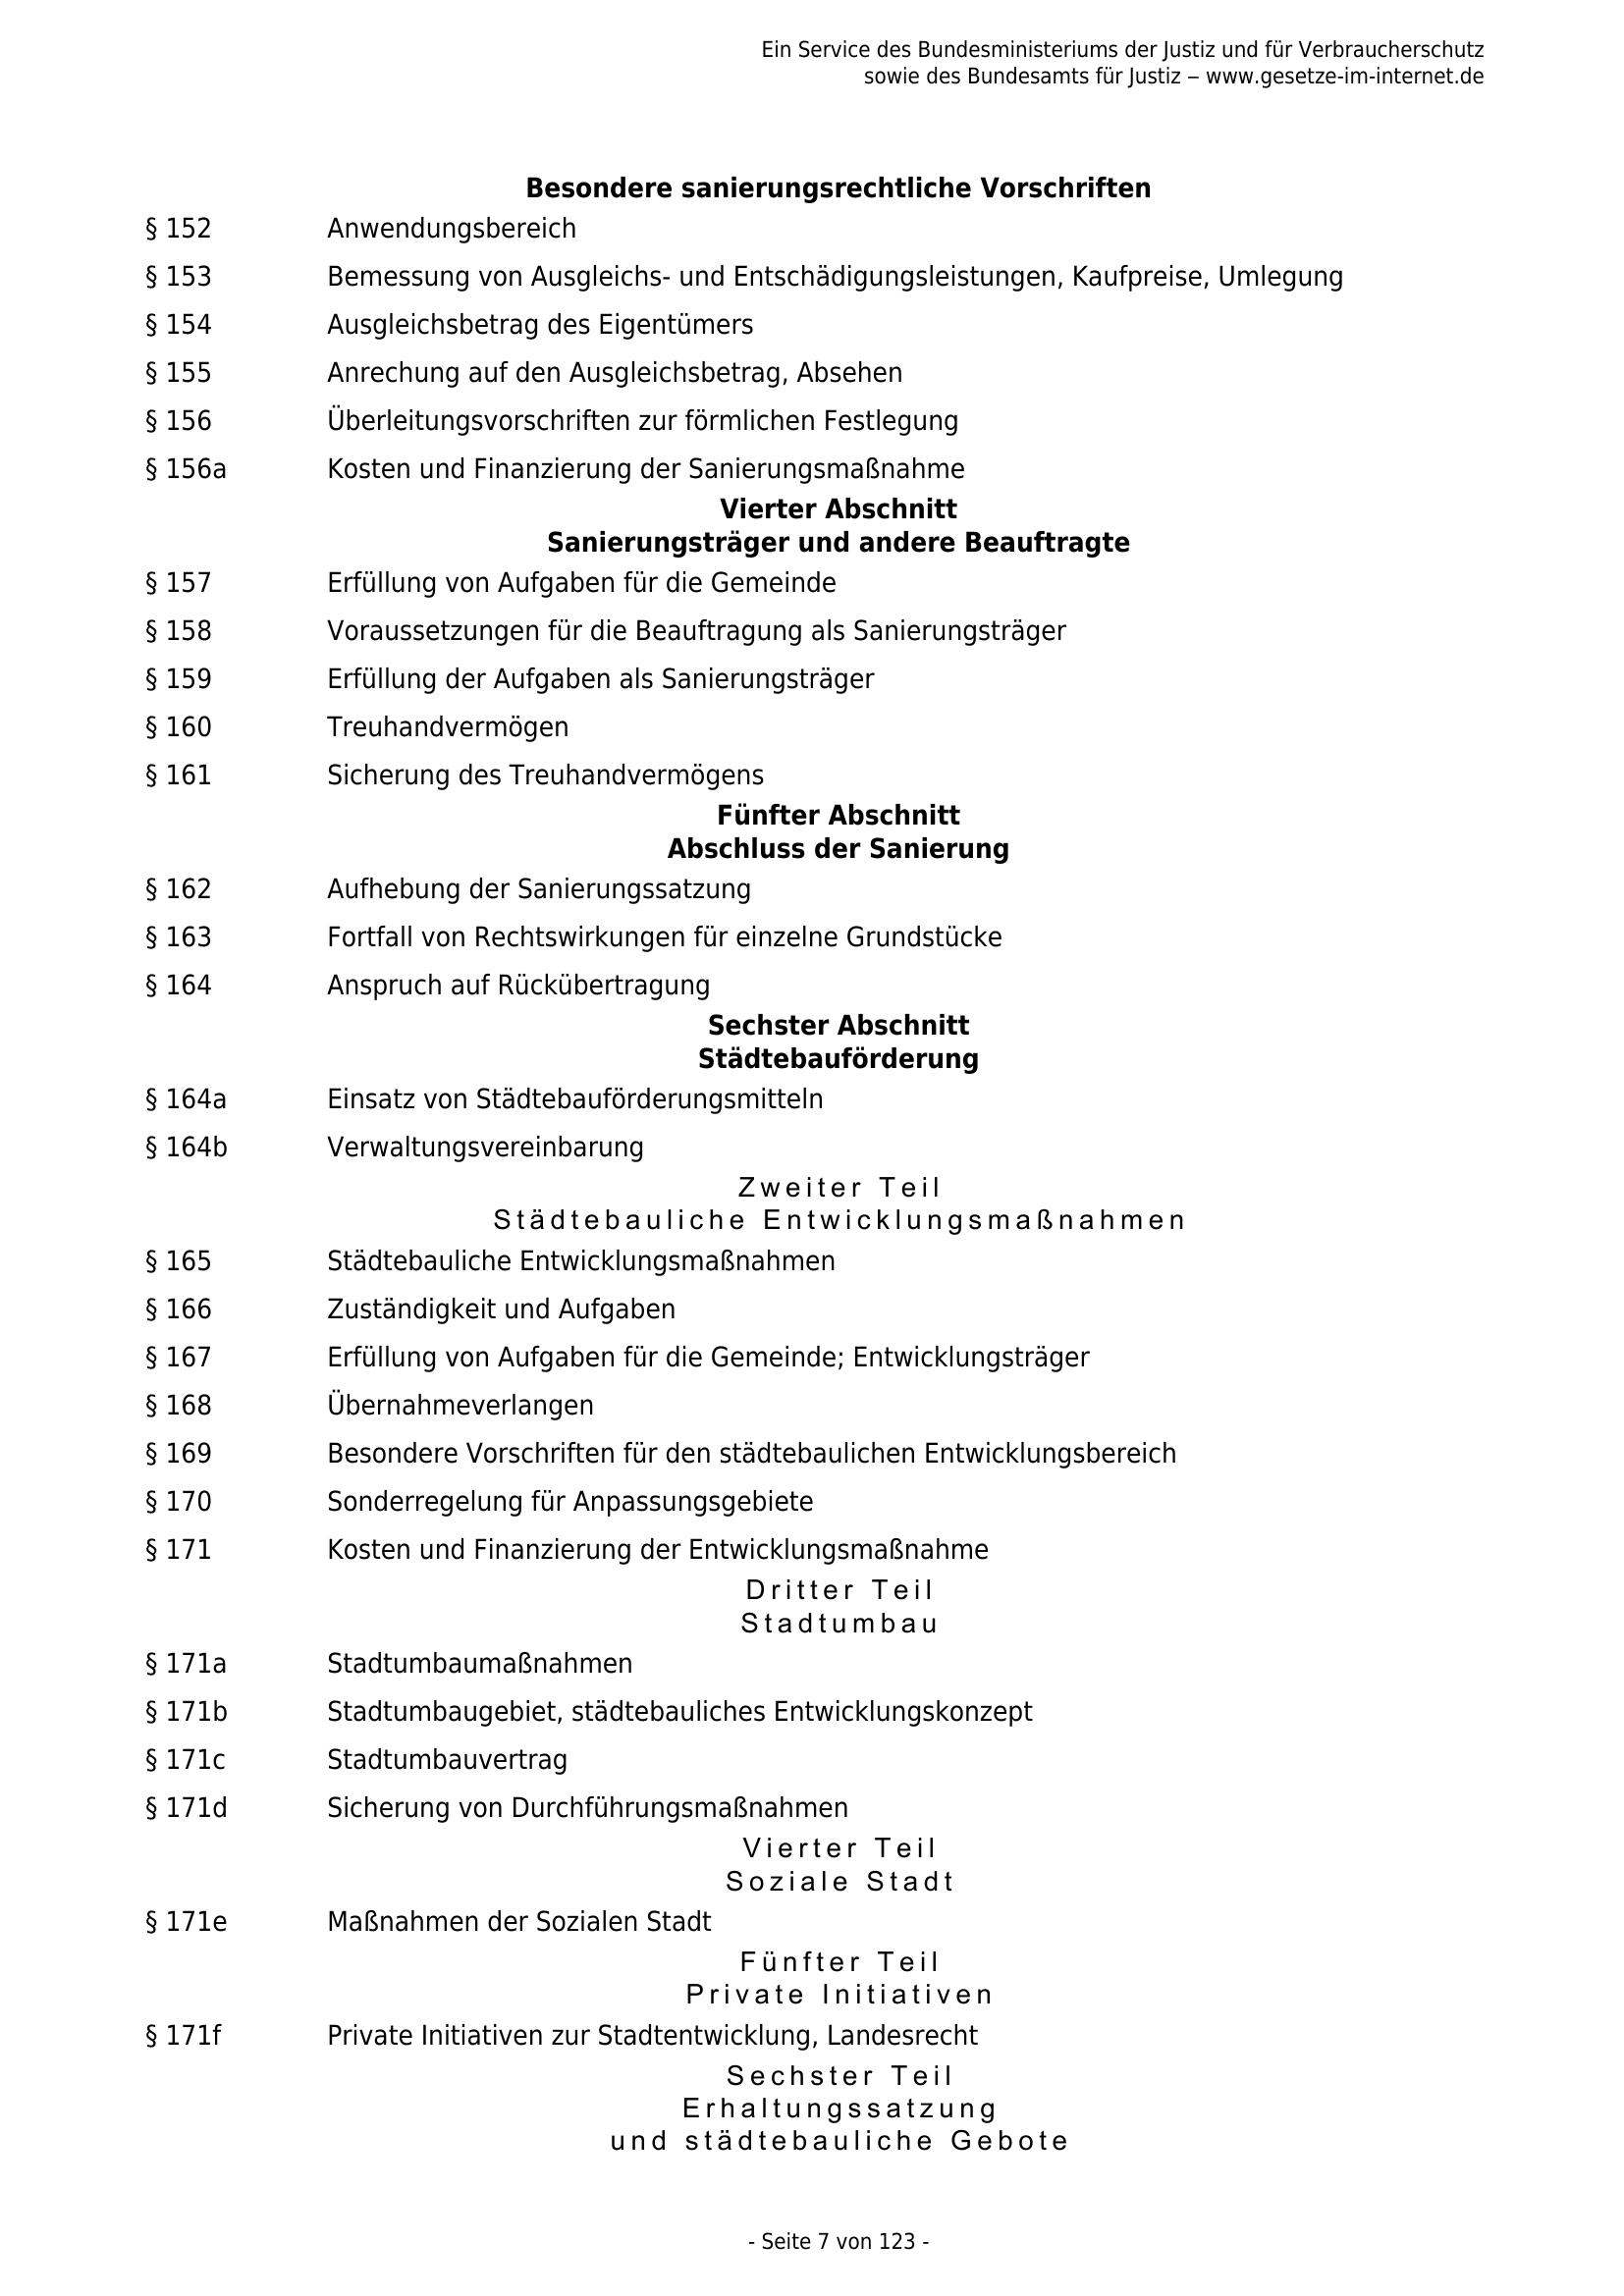 Ein Service des Bundesministeriums der Justiz und für Verbraucherschutz
sowie des Bundesamts für Justiz ‒ www.gesetze-im-internet.de
Besondere sanierungsrechtliche Vorschriften
§ 152 Anwendungsbereich
§ 153 Bemessung von Ausgleichs- und Entschädigungsleistungen, Kaufpreise, Umlegung
§ 154 Ausgleichsbetrag des Eigentümers
§ 155 Anrechung auf den Ausgleichsbetrag, Absehen
§ 156 Überleitungsvorschriften zur förmlichen Festlegung
§ 156a Kosten und Finanzierung der Sanierungsmaßnahme
Vierter Abschnitt
Sanierungsträger und andere Beauftragte
§ 157 Erfüllung von Aufgaben für die Gemeinde
§ 158 Voraussetzungen für die Beauftragung als Sanierungsträger
§ 159 Erfüllung der Aufgaben als Sanierungsträger
§ 160 Treuhandvermögen
§ 161 Sicherung des Treuhandvermögens
Fünfter Abschnitt
Abschluss der Sanierung
§ 162 Aufhebung der Sanierungssatzung
§ 163 Fortfall von Rechtswirkungen für einzelne Grundstücke
§ 164 Anspruch auf Rückübertragung
Sechster Abschnitt
Städtebauförderung
§ 164a Einsatz von Städtebauförderungsmitteln
§ 164b Verwaltungsvereinbarung
Zweiter Teil
Städtebauliche Entwicklungsmaßnahmen
§ 165 Städtebauliche Entwicklungsmaßnahmen
§ 166 Zuständigkeit und Aufgaben
§ 167 Erfüllung von Aufgaben für die Gemeinde; Entwicklungsträger
§ 168 Übernahmeverlangen
§ 169 Besondere Vorschriften für den städtebaulichen Entwicklungsbereich
§ 170 Sonderregelung für Anpassungsgebiete
§ 171 Kosten und Finanzierung der Entwicklungsmaßnahme
Dritter Teil
Stadtumbau
§ 171a Stadtumbaumaßnahmen
§ 171b Stadtumbaugebiet, städtebauliches Entwicklungskonzept
§ 171c Stadtumbauvertrag
§ 171d Sicherung von Durchführungsmaßnahmen
Vierter Teil
Soziale Stadt
§ 171e Maßnahmen der Sozialen Stadt
Fünfter Teil
Private Initiativen
§ 171f Private Initiativen zur Stadtentwicklung, Landesrecht
Sechster Teil
Erhaltungssatzung
und städtebauliche Gebote
- Seite 7 von 123 -